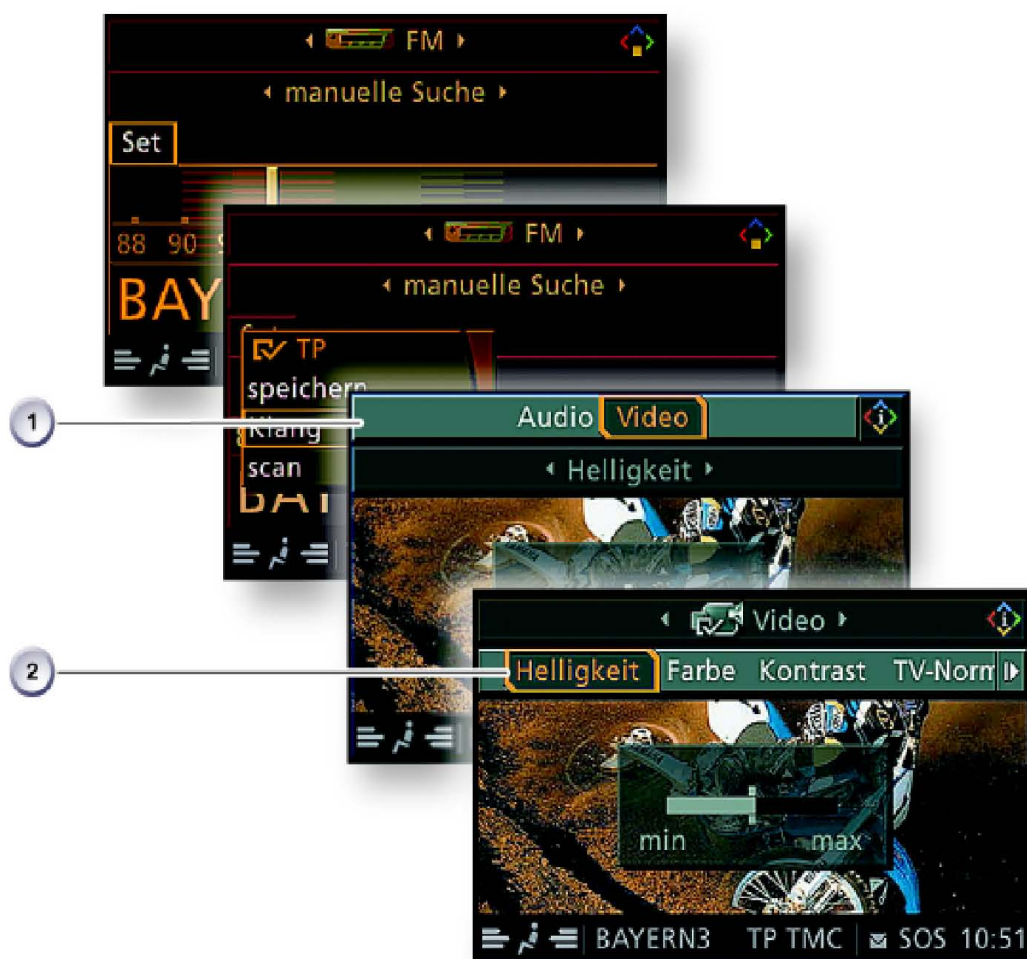 FM
manuelle Suche
Set
88 90
BAY
FM
manuelle Suche
TP
speichern
Klang
scan
BAY
1
Audio Video
Helligkeit
2
Video
Helligkeit Farbe Kontrast TV-Norm
min max
BAYERN3 TP TMC SOS 10:51